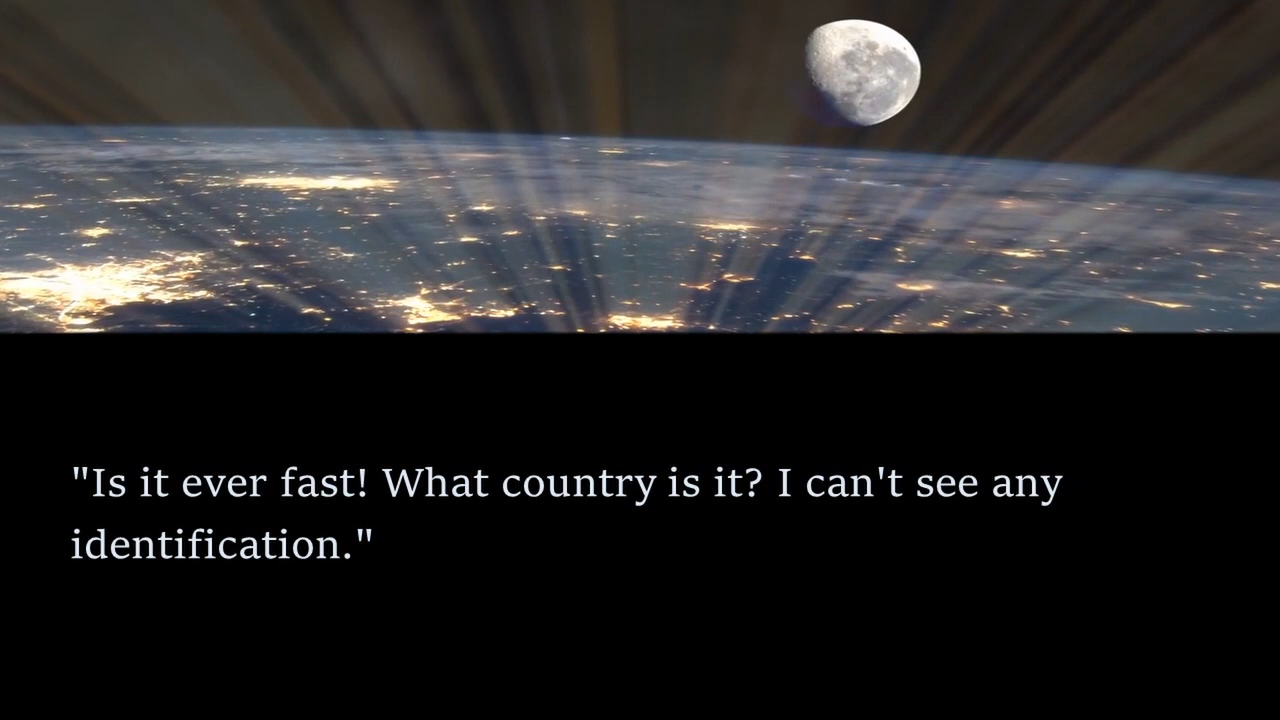 "Is it ever fast! What country is it? I can't see any
identification."